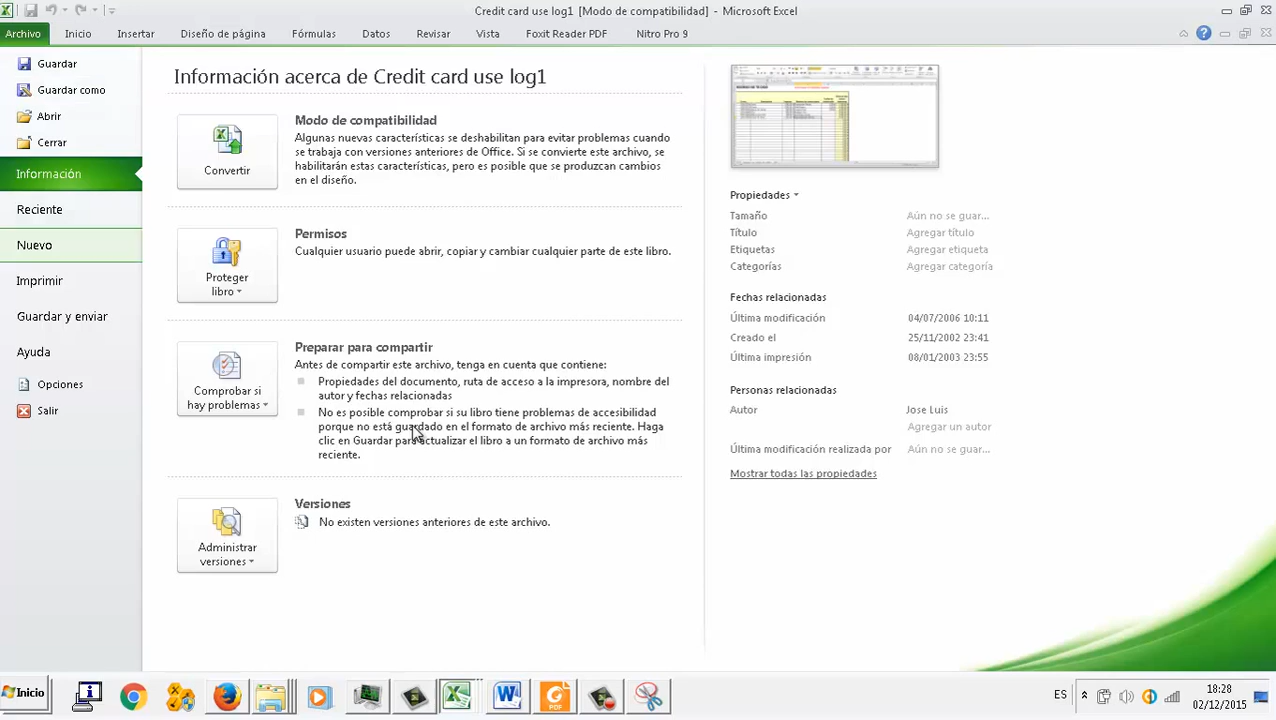 Credit card use log1 [Modo de compatibilidad] - Microsoft Excel
Archivo Inicio Insertar Diseño de página Fórmulas Datos Revisar Vista Foxit Reader PDF Nitro Pro 9
Guardar
Guardar como
Abrir
Cerrar
Información
Reciente
Nuevo
Imprimir
Guardar y enviar
Ayuda
Opciones
Salir
Información acerca de Credit card use log1
Convertir
Modo de compatibilidad
Algunas nuevas características se deshabilitan para evitar problemas cuando
se trabaja con versiones anteriores de Office. Si se convierte este archivo, se
habilitarán estas características, pero es posible que se produzcan cambios
en el diseño.
Proteger
libro
Permisos
Cualquier usuario puede abrir, copiar y cambiar cualquier parte de este libro.
Comprobar si
hay problemas
Preparar para compartir
Antes de compartir este archivo, tenga en cuenta que contiene:
Propiedades del documento, ruta de acceso a la impresora, nombre del
autor y fechas relacionadas
No es posible comprobar si su libro tiene problemas de accesibilidad
porque no está guardado en el formato de archivo más reciente. Haga
clic en Guardar para actualizar el libro a un formato de archivo más
reciente.
Administrar
versiones
Versiones
No existen versiones anteriores de este archivo.
Propiedades
Tamaño Aún no se guar...
Título Agregar título
Etiquetas Agregar etiqueta
Categorías Agregar categoría
Fechas relacionadas
Última modificación 04/07/2006 10:11
Creado el 25/11/2002 23:41
Última impresión 08/01/2003 23:55
Personas relacionadas
Autor Jose Luis
Agregar un autor
Última modificación realizada por Aún no se guar...
Mostrar todas las propiedades
Inicio
ES
18:28
02/12/2015